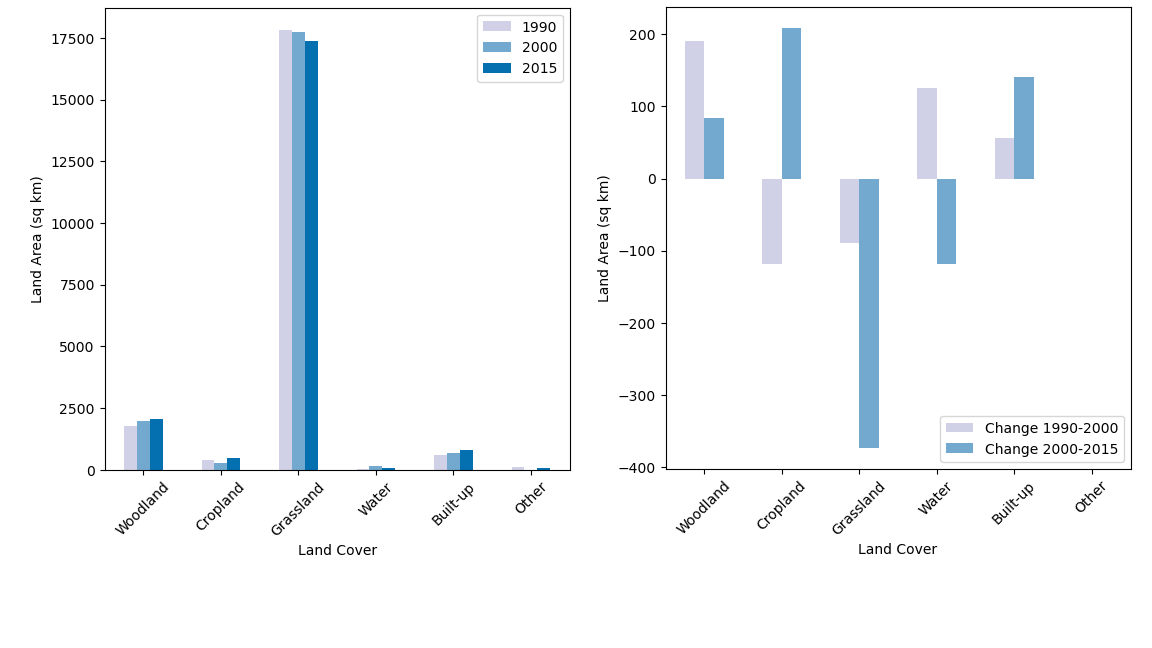 17500
15000
12500
10000
7500
5000
2500
0
Land Area (sq km)
1990
2000
2015
Woodland
Cropland
Grassland
Water
Built-up
Other
Land Cover
200
100
0
−100
−200
−300
−400
Land Area (sq km)
Change 1990-2000
Change 2000-2015
Woodland
Cropland
Grassland
Water
Built-up
Other
Land Cover